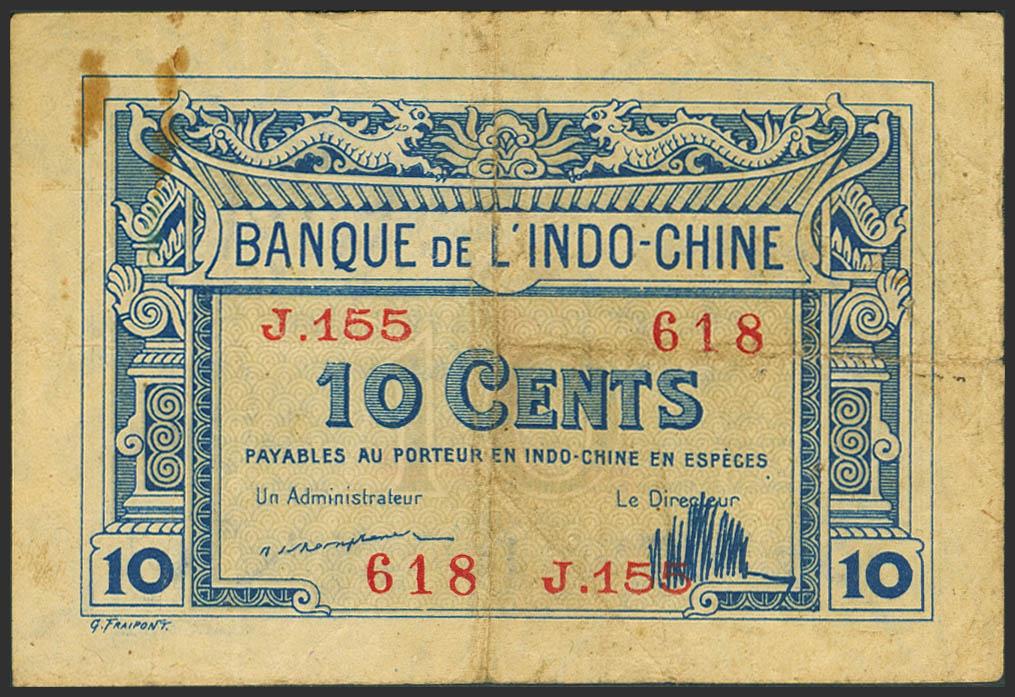 BANQUE DE L'INDO-CHINE
J.155 618
10 CENTS
PAYABLES AU PORTEUR EN INDO-CHINE EN ESPÈCES
Un Administrateur Le Directeur
618 J.155
10 10
G. FRAIPONT.